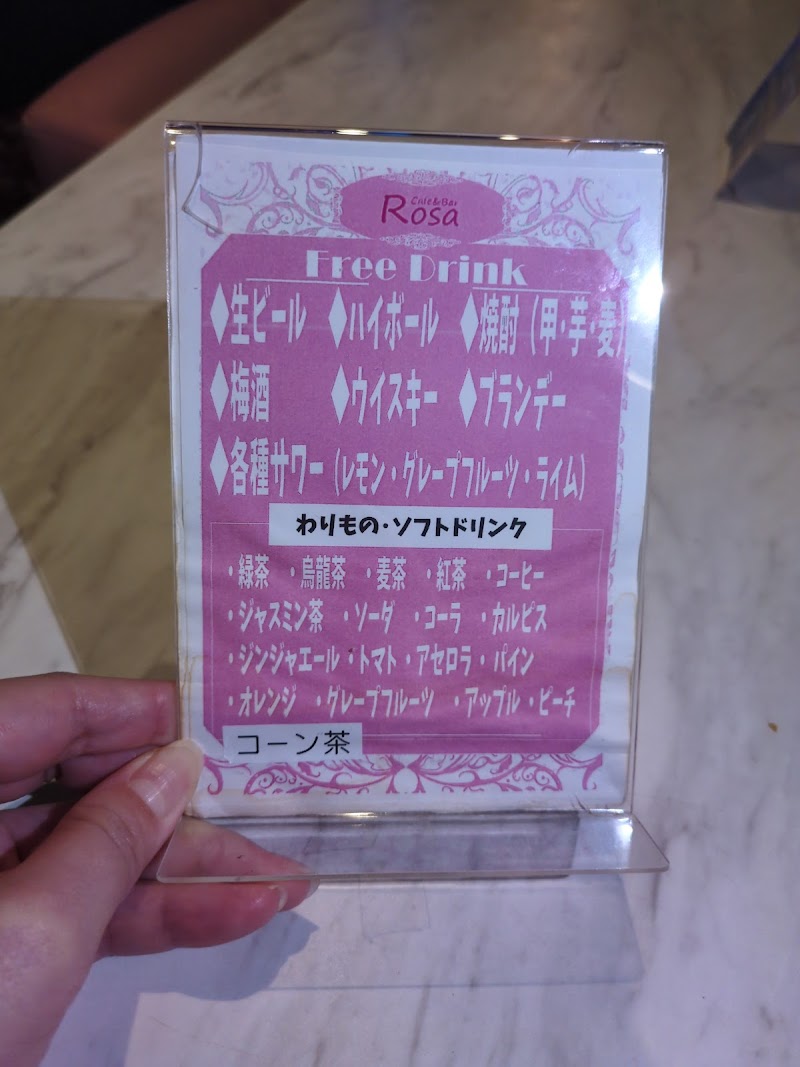 Cafe&Bar
Rosa
Free Drink
◆生ビール ◆ハイボール ◆焼酎（甲・芋・麦）
◆梅酒 ◆ウイスキー ◆ブランデー
◆各種サワー（レモン・グレープフルーツ・ライム）
わりもの・ソフトドリンク
・緑茶 ・烏龍茶 ・麦茶 ・紅茶 ・コーヒー
・ジャスミン茶 ・ソーダ ・コーラ ・カルピス
・ジンジャエール・トマト・アセロラ・パイン
・オレンジ ・グレープフルーツ ・アップル・ピーチ
コーン茶